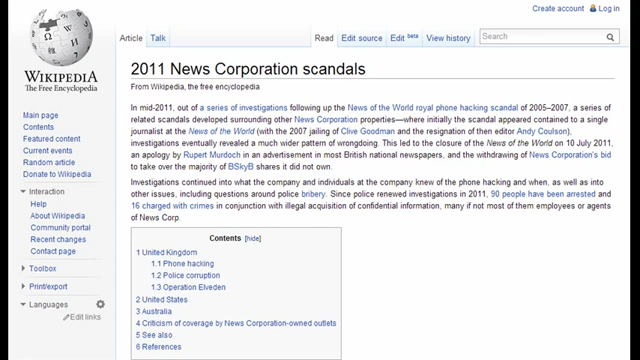 Create account Log in
WIKIPEDIA
The Free Encyclopedia
Main page
Contents
Featured content
Current events
Random article
Donate to Wikipedia
Interaction
Help
About Wikipedia
Community portal
Recent changes
Contact page
Toolbox
Print/export
Languages
Edit links
Article Talk Read Edit source Edit beta View history Search
2011 News Corporation scandals
From Wikipedia, the free encyclopedia
In mid-2011, out of a series of investigations following up the News of the World royal phone hacking scandal of 2005–2007, a series of
related scandals developed surrounding other News Corporation properties—where initially the scandal appeared contained to a single
journalist at the News of the World (with the 2007 jailing of Clive Goodman and the resignation of then editor Andy Coulson),
investigations eventually revealed a much wider pattern of wrongdoing. This led to the closure of the News of the World on 10 July 2011,
an apology by Rupert Murdoch in an advertisement in most British national newspapers, and the withdrawing of News Corporation's bid
to take over the majority of BSkyB shares it did not own.
Investigations continued into what the company and individuals at the company knew of the phone hacking and when, as well as into
other issues, including questions around police bribery. Since police renewed investigations in 2011, 90 people have been arrested and
16 charged with crimes in conjunction with illegal acquisition of confidential information, many if not most of them employees or agents
of News Corp.
Contents [hide]
1 United Kingdom
1.1 Phone hacking
1.2 Police corruption
1.3 Operation Elveden
2 United States
3 Australia
4 Criticism of coverage by News Corporation-owned outlets
5 See also
6 References